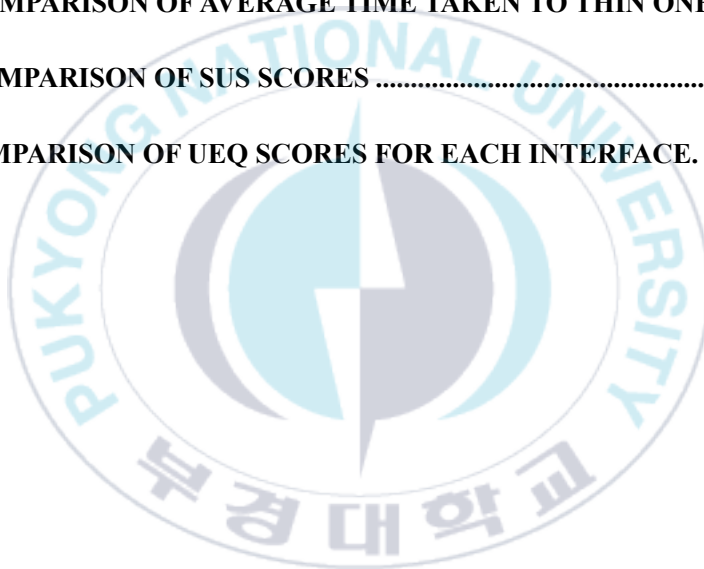 MPARISON OF AVERAGE TIME TAKEN TO THIN ONE
MPARISON OF SUS SCORES ................................................
MPARISON OF UEQ SCORES FOR EACH INTERFACE.
PUKYONG NATIONAL UNIVERSITY
부경대학교